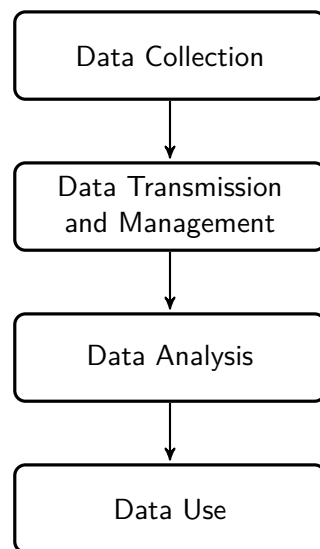 Data Collection
Data Transmission
and Management
Data Analysis
Data Use